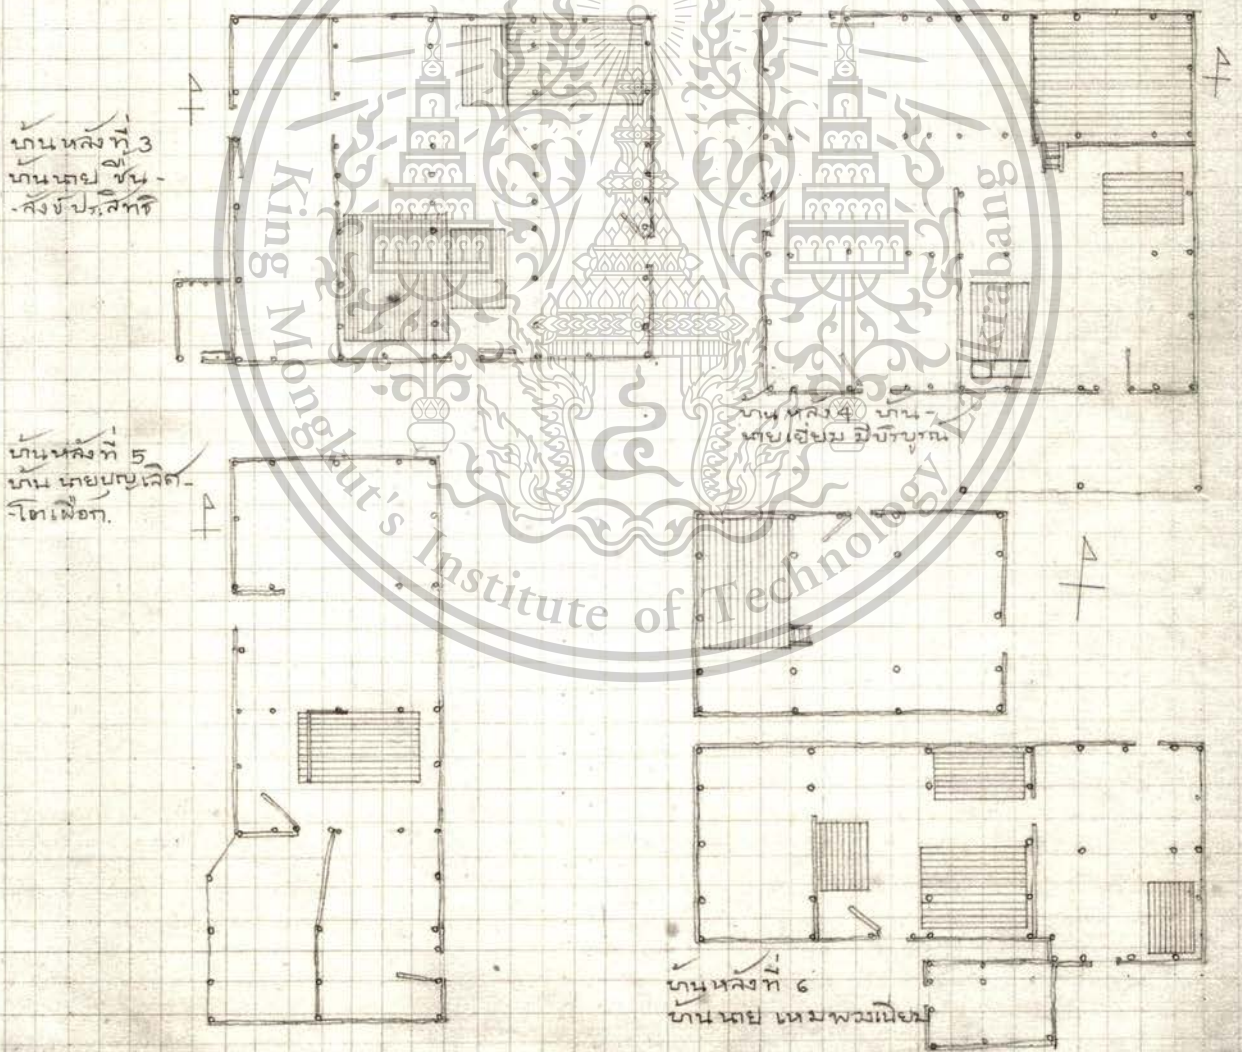 บ้านหลังที่ 3
บ้านนาย ชื่น -
- สังข์ประสิทธิ์
บ้านหลัง 4 บ้าน -
นายเยี่ยม มีบริบูรณ์
บ้านหลังที่ 5
บ้าน นายบุญเลิศ -
- โตเผือก.
บ้านหลังที่ 6
บ้านนาย เหม พวงเนียม
King Mongkut's Institute of Technology Ladkrabang